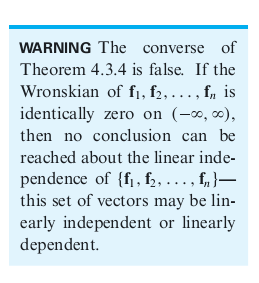 WARNING The converse of
Theorem 4.3.4 is false. If the
Wronskian of f₁, f₂, . . . , fₙ is
identically zero on (−∞, ∞),
then no conclusion can be
reached about the linear inde-
pendence of {f₁, f₂, . . . , fₙ}—
this set of vectors may be lin-
early independent or linearly
dependent.